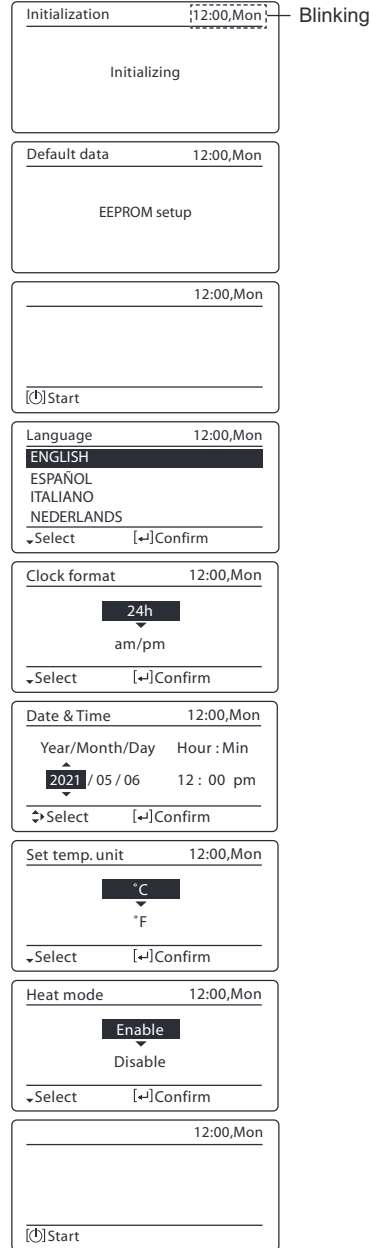 Initialization 12:00,Mon Blinking
Initializing
Default data 12:00,Mon
EEPROM setup
12:00,Mon
[⏻]Start
Language 12:00,Mon
ENGLISH
ESPAÑOL
ITALIANO
NEDERLANDS
Select [↵]Confirm
Clock format 12:00,Mon
24h
am/pm
Select [↵]Confirm
Date & Time 12:00,Mon
Year/Month/Day Hour : Min
2021 / 05 / 06 12 : 00 pm
Select [↵]Confirm
Set temp. unit 12:00,Mon
˚C
˚F
Select [↵]Confirm
Heat mode 12:00,Mon
Enable
Disable
Select [↵]Confirm
12:00,Mon
[⏻]Start